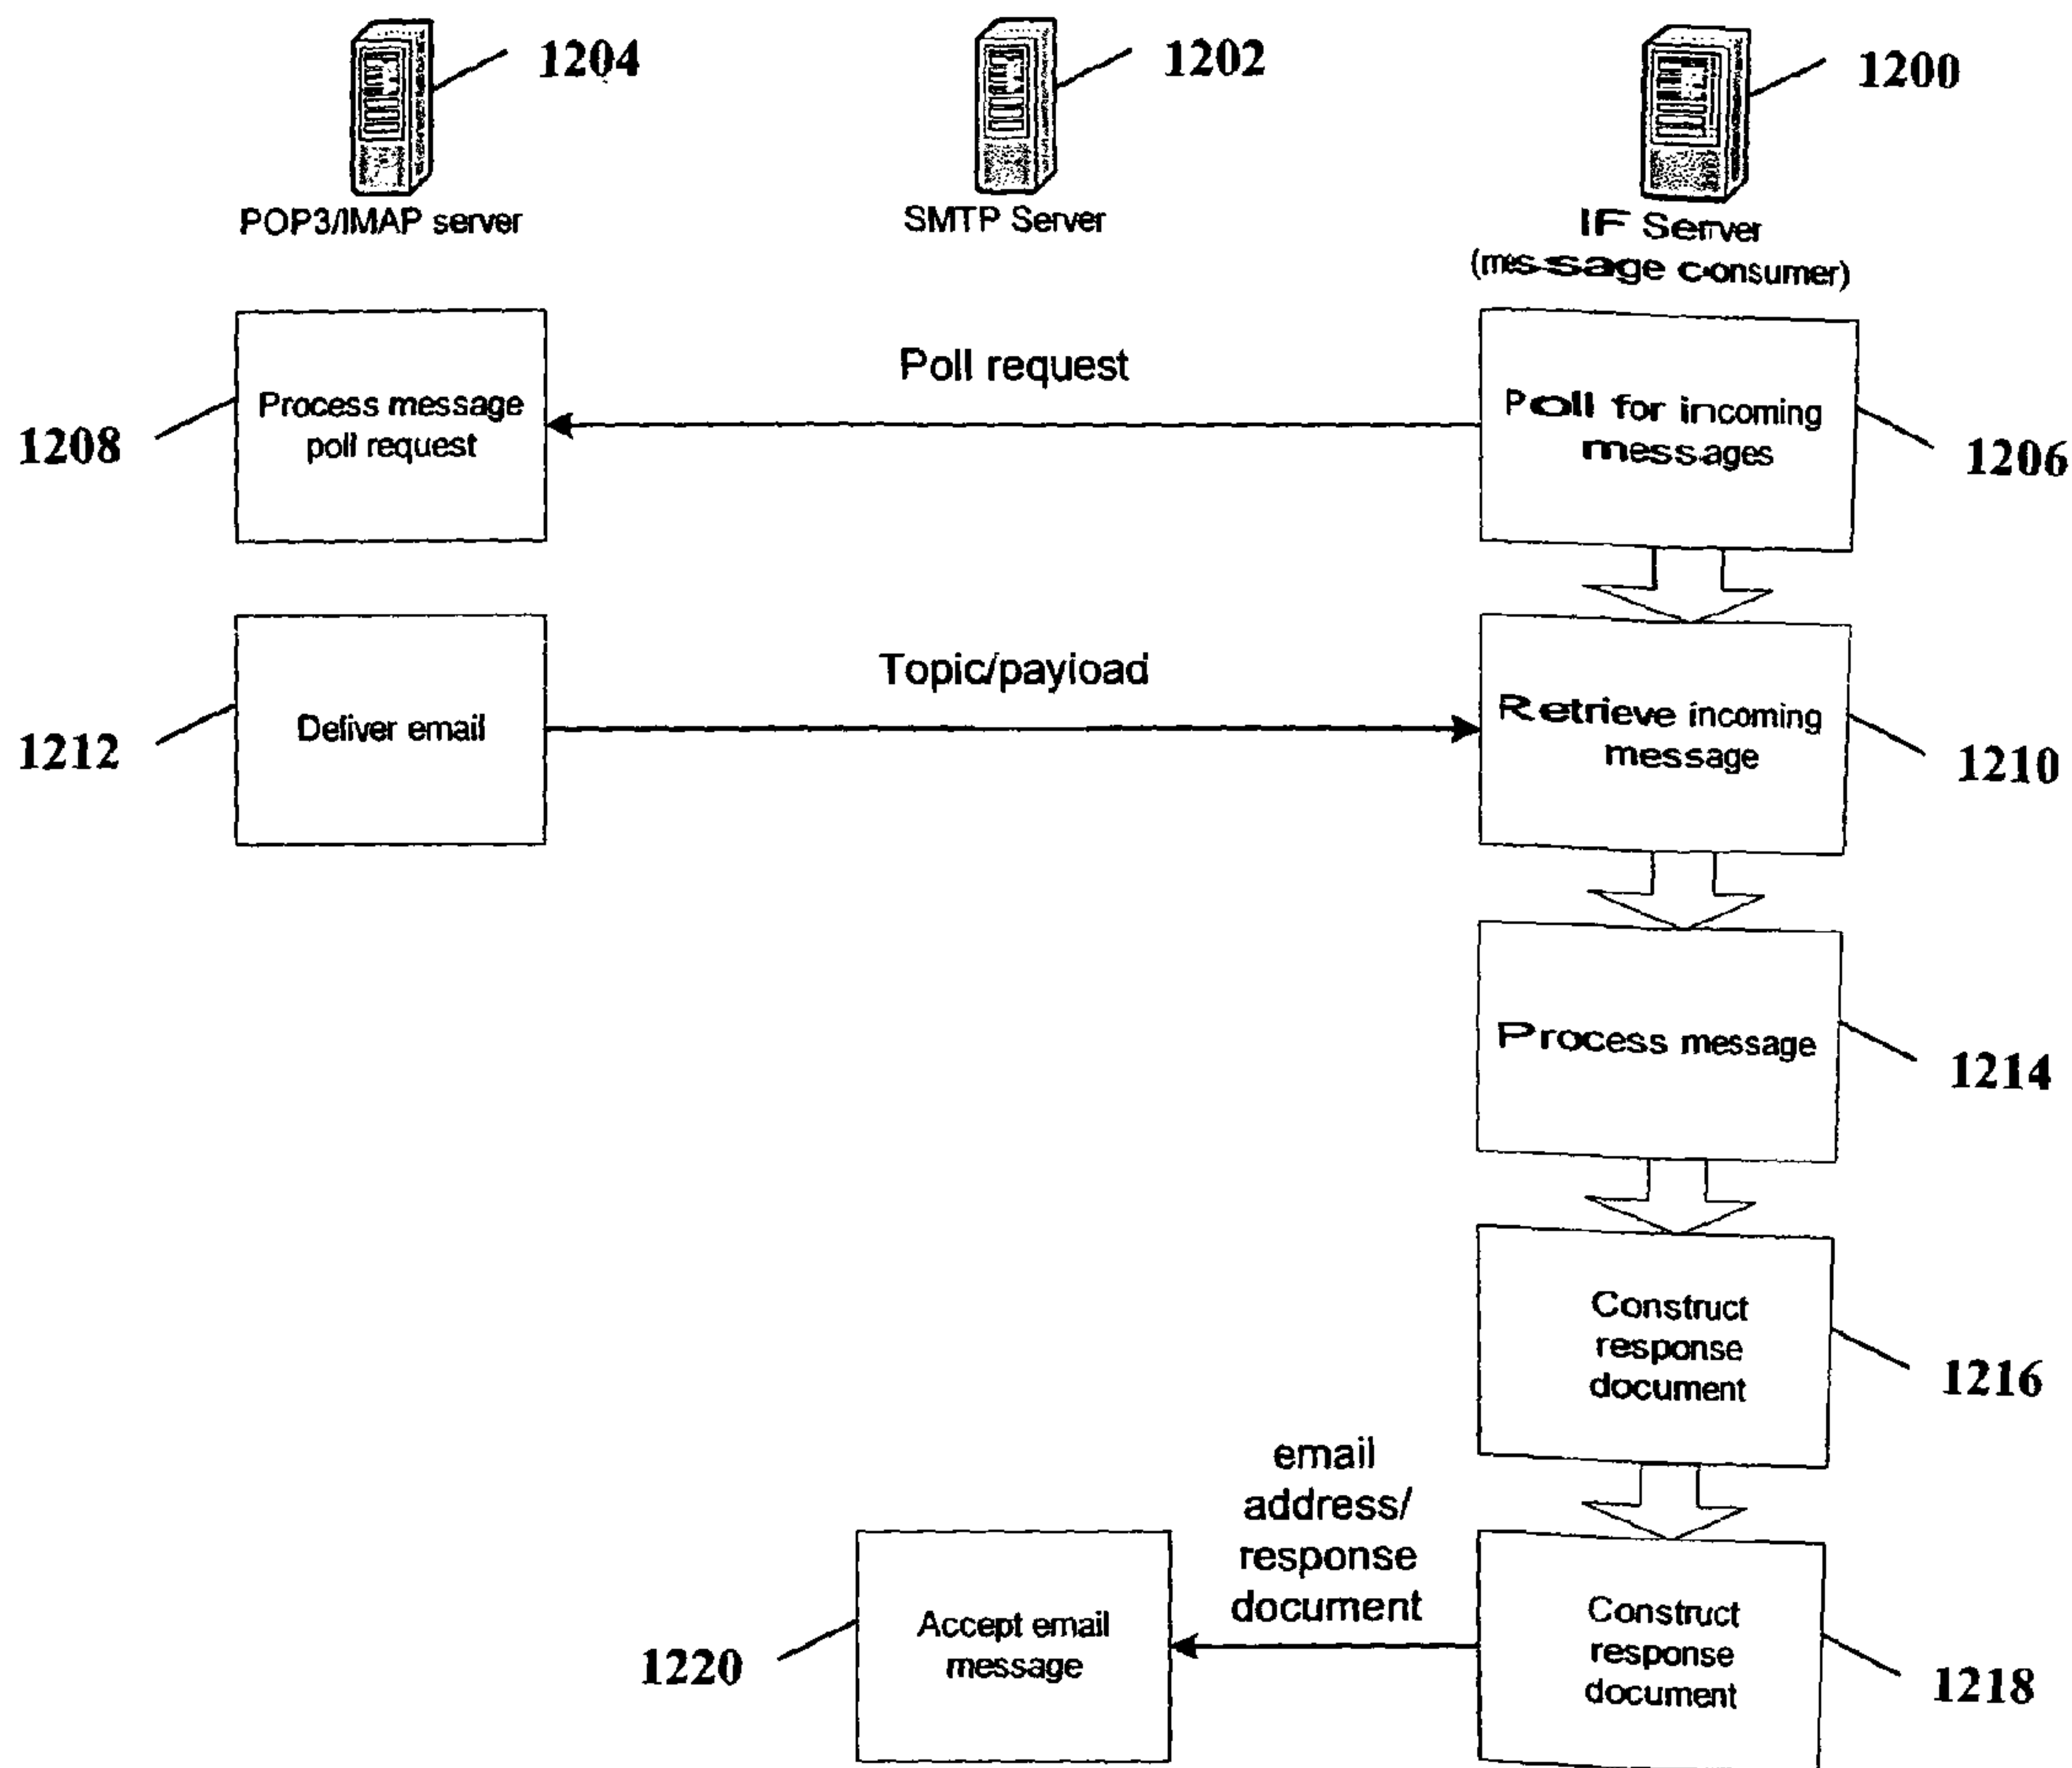 1204
1202
1200
POP3/IMAP server
SMTP Server
IF Server
(message consumer)
Poll request
Process message
poll request
1208
Poll for incoming
messages
1206
Topic/payload
Deliver email
1212
Retrieve incoming
message
1210
Process message
1214
Construct
response
document
1216
email
address/
response
document
Accept email
message
1220
Construct
response
document
1218